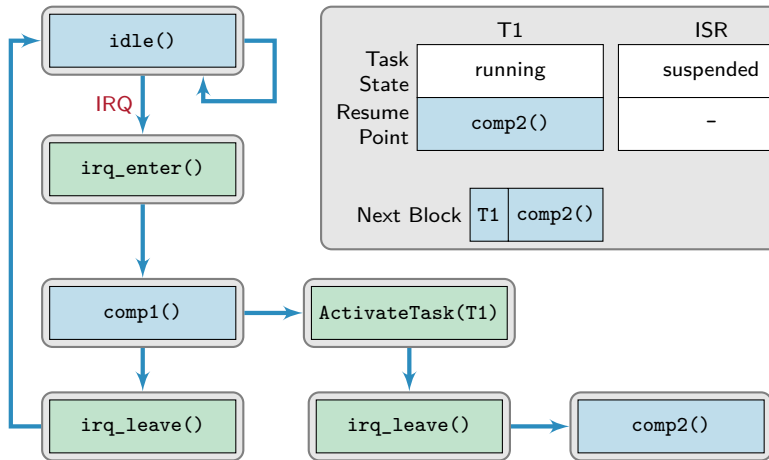 idle()
IRQ
irq_enter()
comp1()
ActivateTask(T1)
irq_leave()
irq_leave()
comp2()
T1
ISR
Task State
running
suspended
Resume Point
comp2()
-
Next Block
T1
comp2()